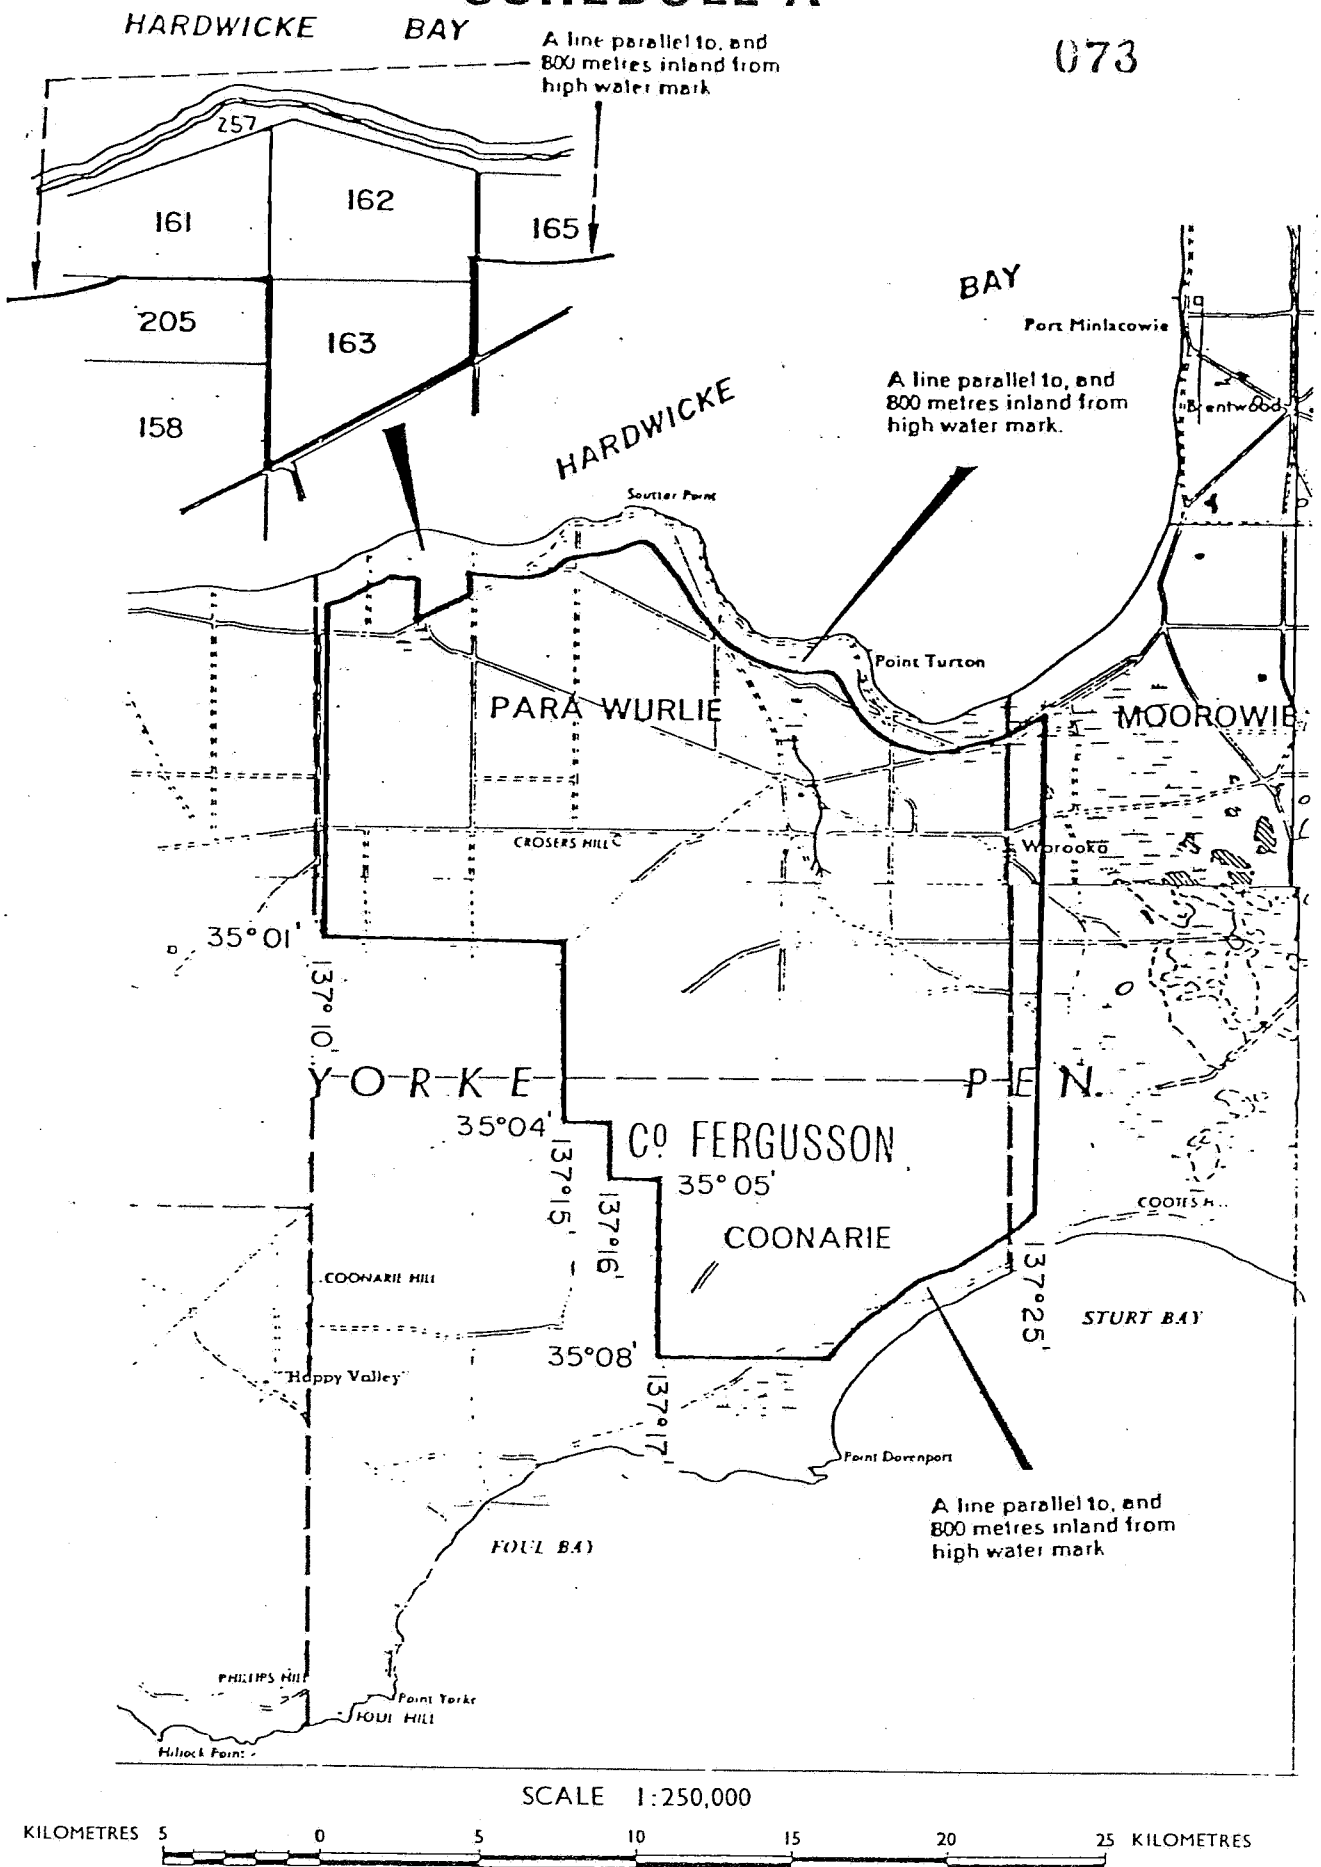 SCHEDULE A
HARDWICKE BAY
073
A line parallel to, and
800 metres inland from
high water mark
257
161
162
165
205
163
158
BAY
HARDWICKE
Port Minlacowie
A line parallel to, and
800 metres inland from
high water mark.
Brentwood
Souttar Point
Point Turton
PARA WURLIE
MOOROWIE
CROSERS HILL
Warooka
35°01'
137°10'
YORKE PEN.
35°04'
Co FERGUSSON
137°15'
35°05'
137°16'
COONARIE
COOTES H..
COONARIE HILL
137°25'
STURT BAY
35°08'
"Happy Valley"
137°17'
Point Davenport
A line parallel to, and
800 metres inland from
high water mark
FOUL BAY
PHILLIPS HILL
Point Yorke
FOUL HILL
Hillock Point
SCALE 1:250,000
KILOMETRES 5 0 5 10 15 20 25 KILOMETRES